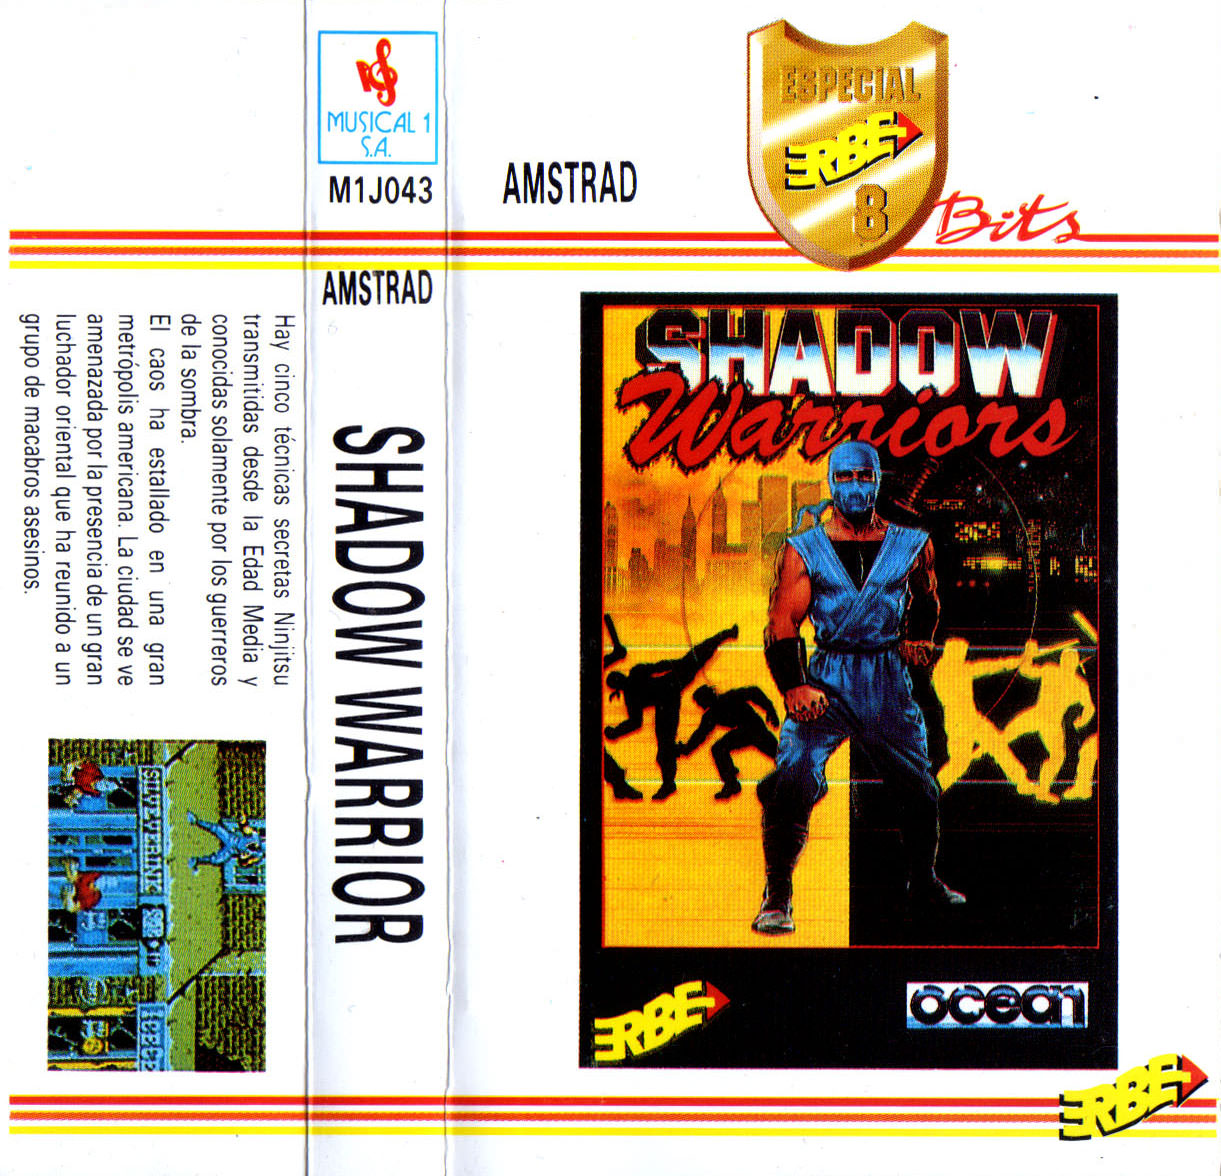 MUSICAL 1
S.A.
M1J043
AMSTRAD
SHADOW WARRIOR
Hay cinco técnicas secretas Ninjitsu
transmitidas desde la Edad Media y
conocidas solamente por los guerreros
de la sombra.
El caos ha estallado en una gran
metrópolis americana. La ciudad se ve
amenazada por la presencia de un gran
luchador oriental que ha reunido a un
grupo de macabros asesinos.
AMSTRAD
ESPECIAL
ERBE
8
Bits
SHADOW
Warriors
ERBE
ocean
ERBE